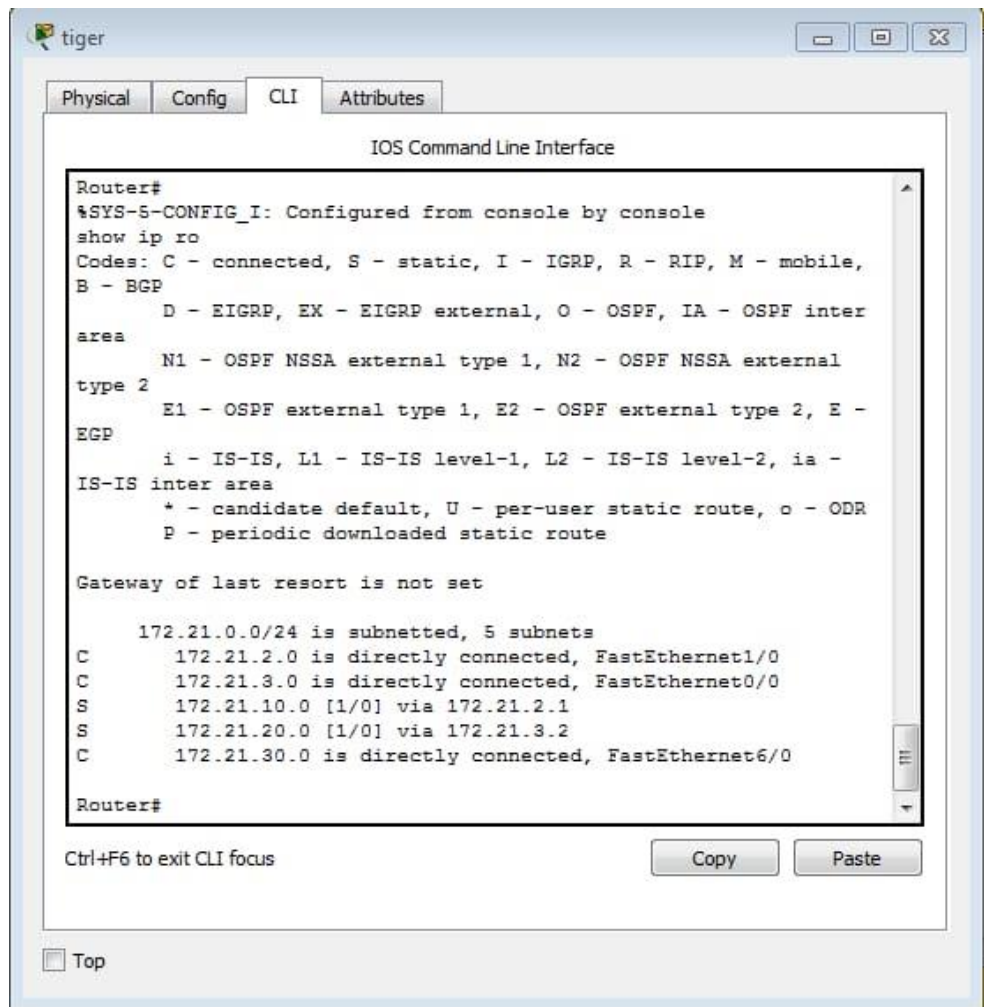 tiger
Physical Config CLI Attributes
IOS Command Line Interface
Router#
%SYS-5-CONFIG_I: Configured from console by console
show ip ro
Codes: C - connected, S - static, I - IGRP, R - RIP, M - mobile,
B - BGP
D - EIGRP, EX - EIGRP external, O - OSPF, IA - OSPF inter
area
N1 - OSPF NSSA external type 1, N2 - OSPF NSSA external
type 2
E1 - OSPF external type 1, E2 - OSPF external type 2, E -
EGP
i - IS-IS, L1 - IS-IS level-1, L2 - IS-IS level-2, ia -
IS-IS inter area
* - candidate default, U - per-user static route, o - ODR
P - periodic downloaded static route
Gateway of last resort is not set
172.21.0.0/24 is subnetted, 5 subnets
C 172.21.2.0 is directly connected, FastEthernet1/0
C 172.21.3.0 is directly connected, FastEthernet0/0
S 172.21.10.0 [1/0] via 172.21.2.1
S 172.21.20.0 [1/0] via 172.21.3.2
C 172.21.30.0 is directly connected, FastEthernet6/0
Router#
Ctrl+F6 to exit CLI focus
Copy Paste
Top